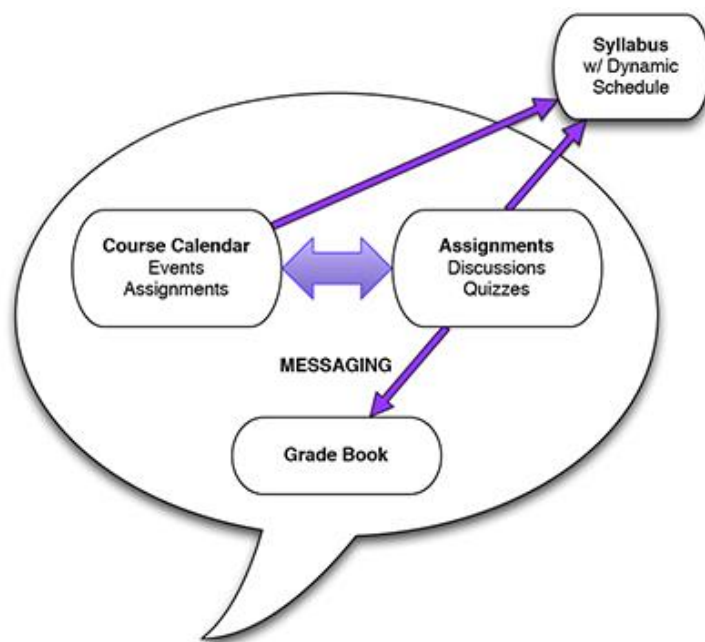 Syllabus
w/ Dynamic
Schedule
Course Calendar
Events
Assignments
Assignments
Discussions
Quizzes
MESSAGING
Grade Book